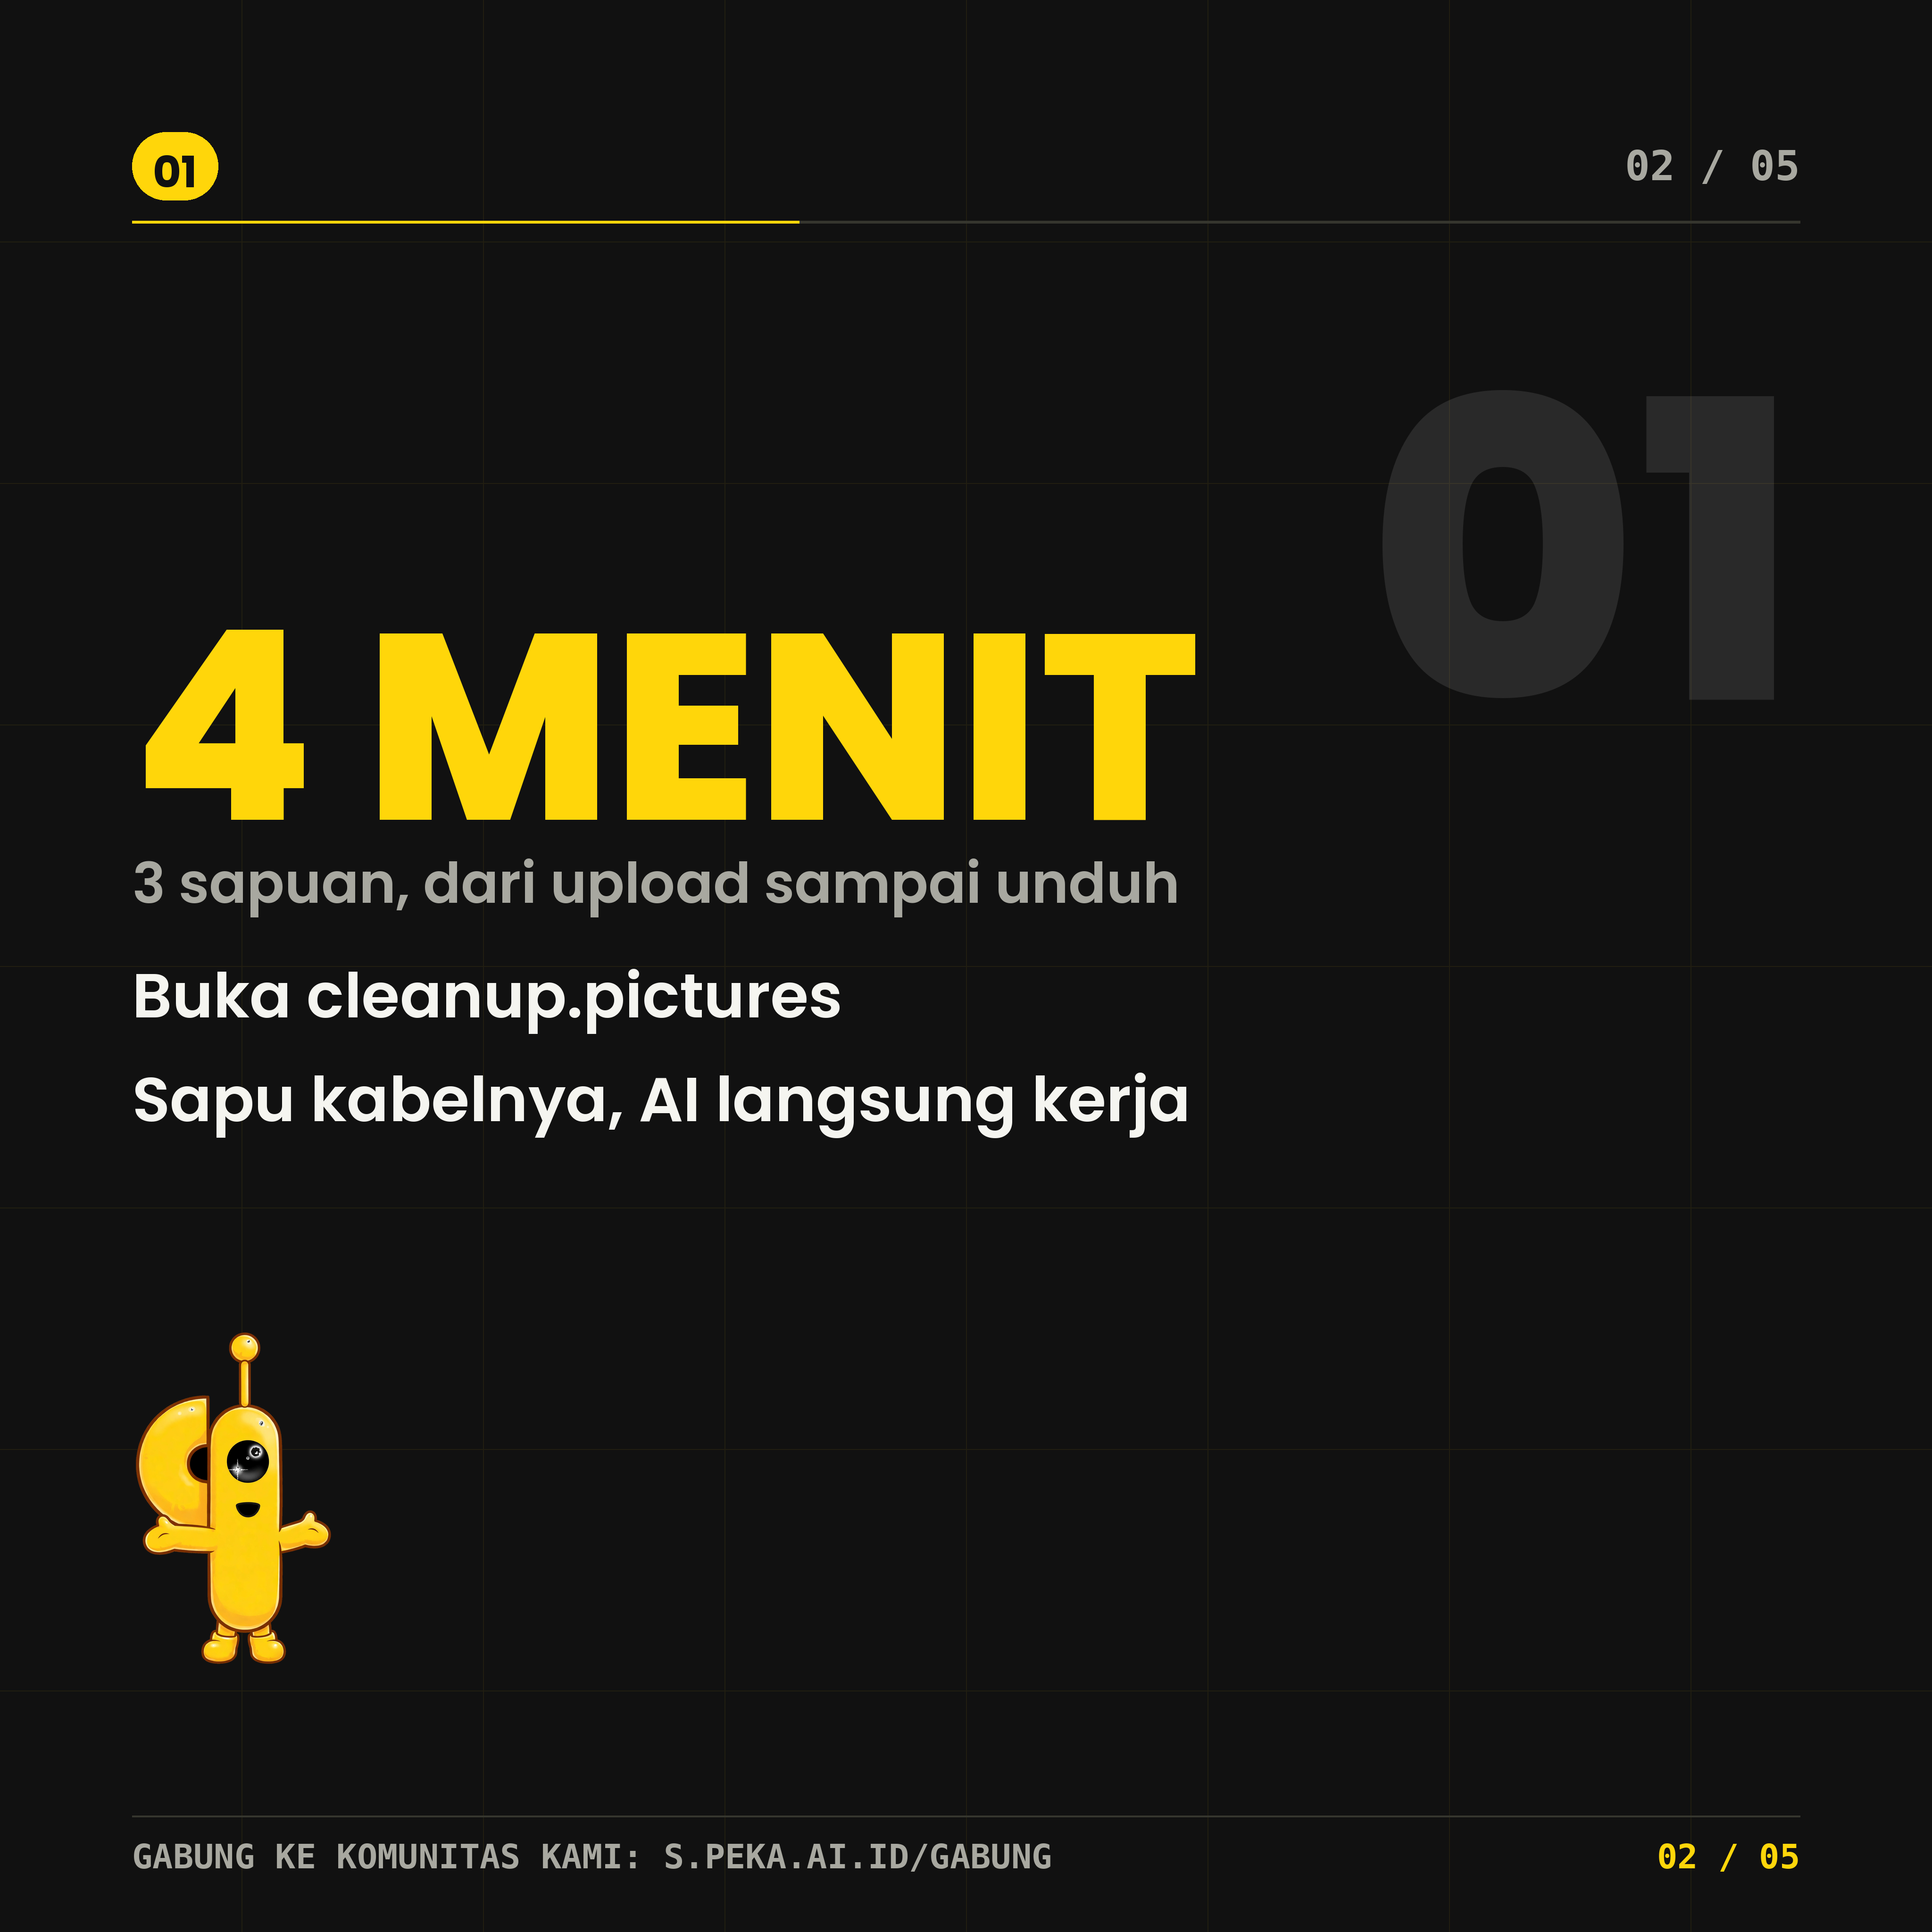 01
02 / 05
01
4 MENIT
3 sapuan, dari upload sampai unduh
Buka cleanup.pictures
Sapu kabelnya, AI langsung kerja
GABUNG KE KOMUNITAS KAMI: S.PEKA.AI.ID/GABUNG
02 / 05